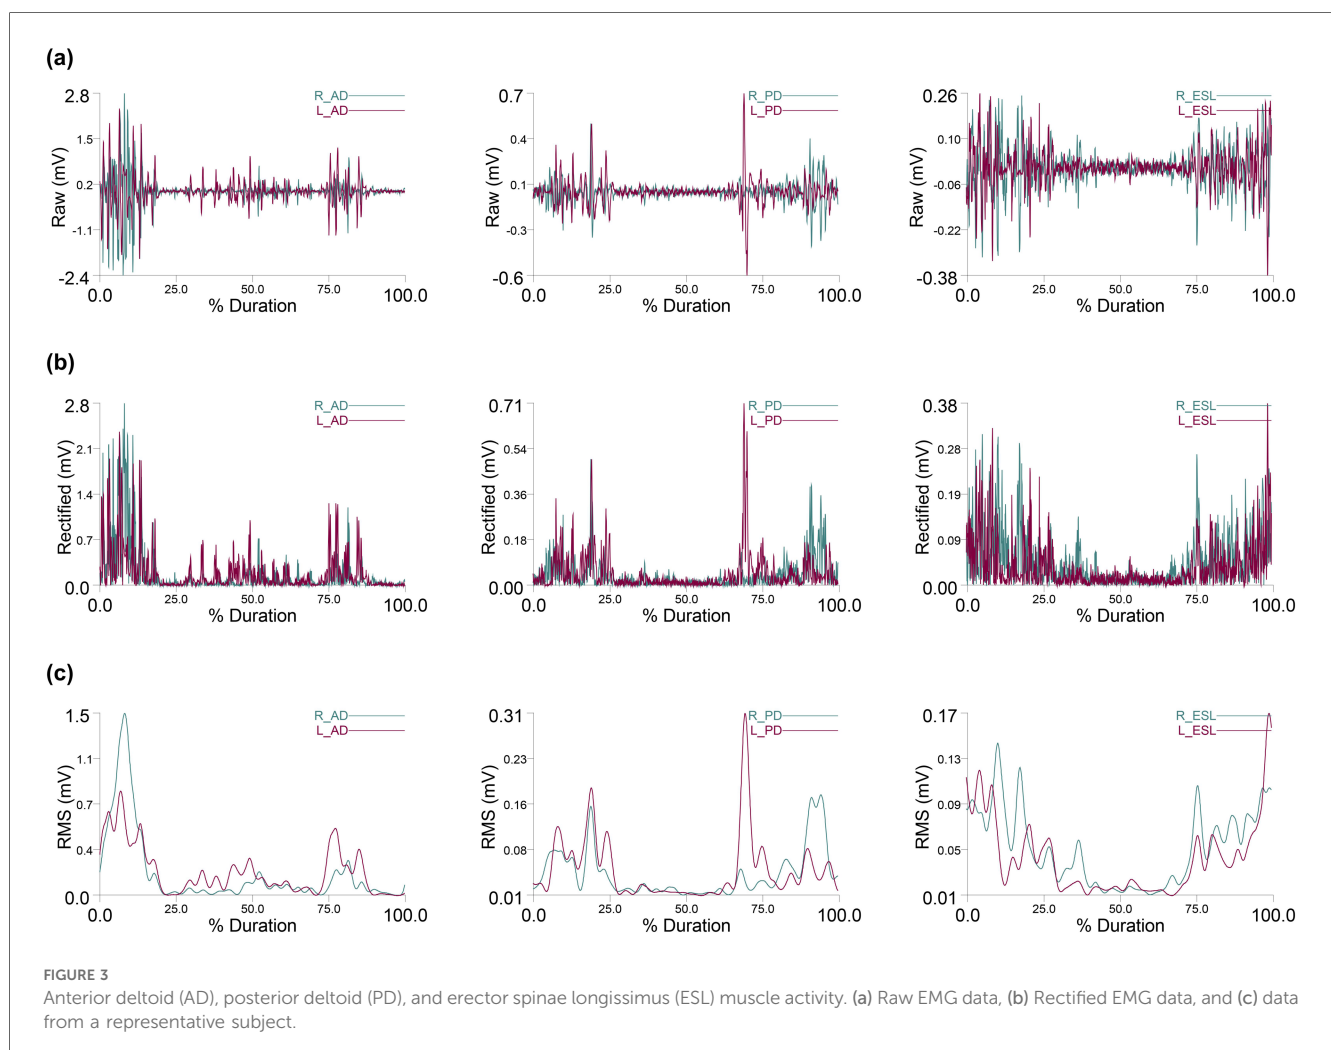 (a)
2.8
1.5
0.2
-1.1
-2.4
Raw (mV)
R_AD
L_AD
0.0
25.0
50.0
75.0
100.0
% Duration
0.7
0.4
0.1
-0.3
-0.6
Raw (mV)
R_PD
L_PD
0.0
25.0
50.0
75.0
100.0
% Duration
0.26
0.10
-0.06
-0.22
-0.38
Raw (mV)
R_ESL
L_ESL
0.0
25.0
50.0
75.0
100.0
% Duration
(b)
2.8
2.1
1.4
0.7
0.0
Rectified (mV)
R_AD
L_AD
0.0
25.0
50.0
75.0
100.0
% Duration
0.71
0.54
0.36
0.18
0.00
Rectified (mV)
R_PD
L_PD
0.0
25.0
50.0
75.0
100.0
% Duration
0.38
0.28
0.19
0.09
0.00
Rectified (mV)
R_ESL
L_ESL
0.0
25.0
50.0
75.0
100.0
% Duration
(c)
1.5
1.1
0.7
0.4
0.0
RMS (mV)
R_AD
L_AD
0.0
25.0
50.0
75.0
100.0
% Duration
0.31
0.23
0.16
0.08
0.01
RMS (mV)
R_PD
L_PD
0.0
25.0
50.0
75.0
100.0
% Duration
0.17
0.13
0.09
0.05
0.01
RMS (mV)
R_ESL
L_ESL
0.0
25.0
50.0
75.0
100.0
% Duration
FIGURE 3
Anterior deltoid (AD), posterior deltoid (PD), and erector spinae longissimus (ESL) muscle activity. (a) Raw EMG data, (b) Rectified EMG data, and (c) data
from a representative subject.